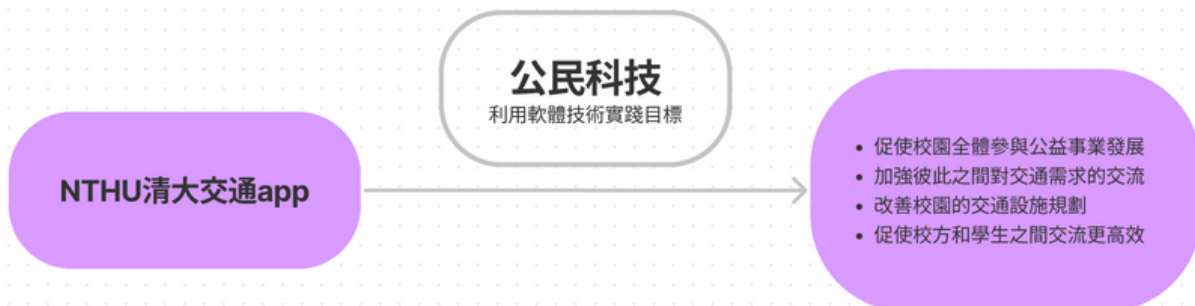 公民科技
利用軟體技術實踐目標
NTHU清大交通app
• 促使校園全體參與公益事業發展
• 加強彼此之間對交通需求的交流
• 改善校園的交通設施規劃
• 促使校方和學生之間交流更高效